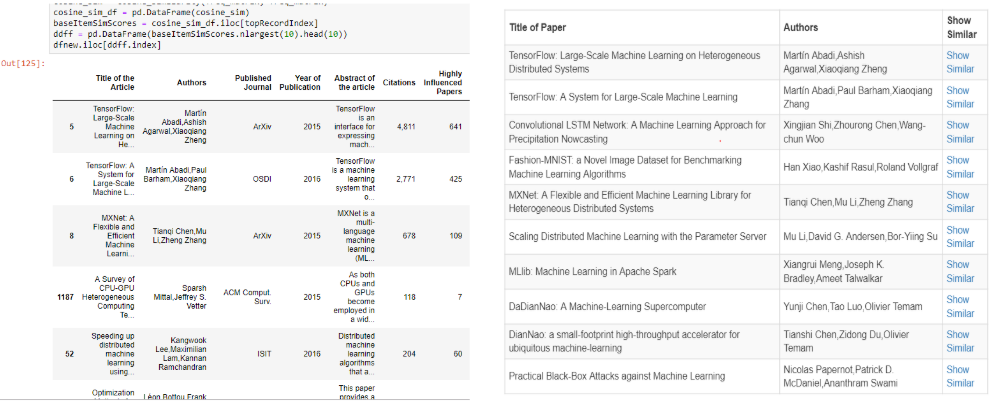 cosine_sim_df = pd.DataFrame(cosine_sim)
baseItemSimScores = cosine_sim_df.iloc[topRecordIndex]
ddff = pd.DataFrame(baseItemSimScores.nlargest(10).head(10))
dfnew.iloc[ddff.index]
Out[125]:
Title of the Article Authors Published Journal Year of Publication Abstract of the article Citations Highly Influenced Papers
5 TensorFlow: Large-Scale Machine Learning on He... Martín Abadi,Ashish Agarwal,Xiaoqiang Zheng ArXiv 2015 TensorFlow is an interface for expressing mach... 4,811 641
6 TensorFlow: A System for Large-Scale Machine L... Martín Abadi,Paul Barham,Xiaoqiang Zheng OSDI 2016 TensorFlow is a machine learning system that o... 2,771 425
8 MXNet: A Flexible and Efficient Machine Learni... Tianqi Chen,Mu Li,Zheng Zhang ArXiv 2015 MXNet is a multi-language machine learning (ML... 678 109
1187 A Survey of CPU-GPU Heterogeneous Computing Te... Sparsh Mittal,Jeffrey S. Vetter ACM Comput. Surv. 2015 As both CPUs and GPUs become employed in a wid... 118 7
52 Speeding up distributed machine learning using... Kangwook Lee,Maximilian Lam,Kannan Ramchandran ISIT 2016 Distributed machine learning algorithms that a... 204 60
Optimization Léon Bottou,Frank This paper provides a
Title of Paper Authors Show Similar
TensorFlow: Large-Scale Machine Learning on Heterogeneous Distributed Systems Martín Abadi,Ashish Agarwal,Xiaoqiang Zheng Show Similar
TensorFlow: A System for Large-Scale Machine Learning Martín Abadi,Paul Barham,Xiaoqiang Zhang Show Similar
Convolutional LSTM Network: A Machine Learning Approach for Precipitation Nowcasting Xingjian Shi,Zhourong Chen,Wang-chun Woo Show Similar
Fashion-MNIST: a Novel Image Dataset for Benchmarking Machine Learning Algorithms Han Xiao,Kashif Rasul,Roland Vollgraf Show Similar
MXNet: A Flexible and Efficient Machine Learning Library for Heterogeneous Distributed Systems Tianqi Chen,Mu Li,Zheng Zhang Show Similar
Scaling Distributed Machine Learning with the Parameter Server Mu Li,David G. Andersen,Bor-Yiing Su Show Similar
MLlib: Machine Learning in Apache Spark Xiangrui Meng,Joseph K. Bradley,Ameet Talwalkar Show Similar
DaDianNao: A Machine-Learning Supercomputer Yunji Chen,Tao Luo,Olivier Temam Show Similar
DianNao: a small-footprint high-throughput accelerator for ubiquitous machine-learning Tianshi Chen,Zidong Du,Olivier Temam Show Similar
Practical Black-Box Attacks against Machine Learning Nicolas Papernot,Patrick D. McDaniel,Ananthram Swami Show Similar